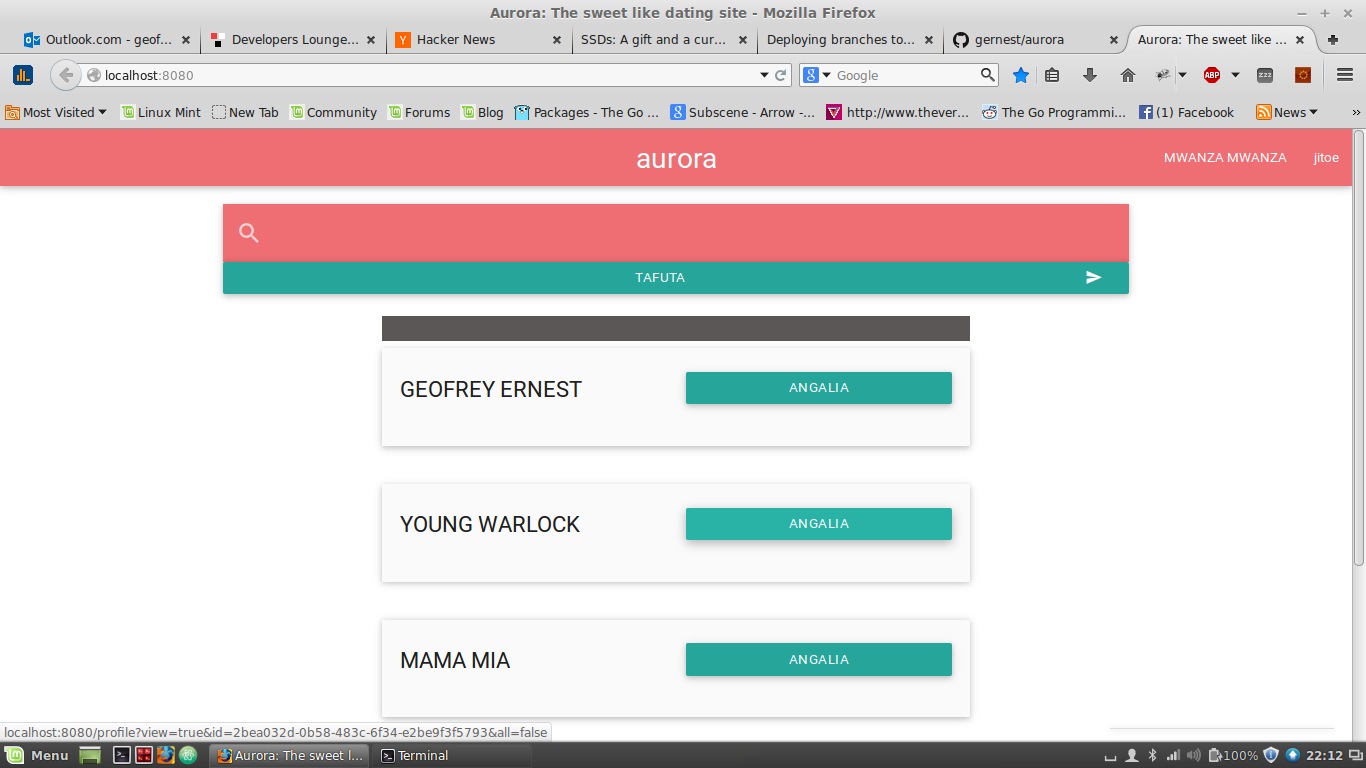 Aurora: The sweet like dating site - Mozilla Firefox
Outlook.com - geof... Developers Lounge... Hacker News SSDs: A gift and a cur... Deploying branches to... gernest/aurora Aurora: The sweet like ...
localhost:8080 Google ABP zzz
Most Visited Linux Mint New Tab Community Forums Blog Packages - The Go ... Subscene - Arrow -... http://www.thever... The Go Programmi... (1) Facebook News »
aurora MWANZA MWANZA jitoe
TAFUTA
GEOFREY ERNEST ANGALIA
YOUNG WARLOCK ANGALIA
MAMA MIA ANGALIA
localhost:8080/profile?view=true&id=2bea032d-0b58-483c-6f34-e2be9f3f5793&all=false
Menu Aurora: The sweet l... Terminal 100% 22:12